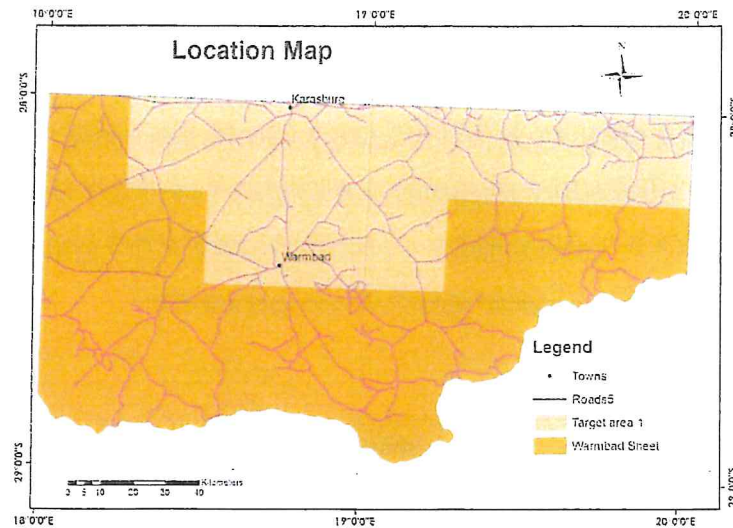 18°0'0"E 19°0'0"E 20°0'0"E
Location Map
N
28°0'0"S
Karasburg
Warmbad
Legend
Towns
Roads5
Target area 1
Warmbad Sheet
29°0'0"S
0 5 10 20 30 40 Kilometers
18°0'0"E 19°0'0"E 20°0'0"E